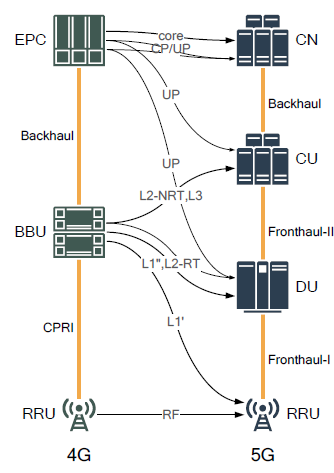 EPC
core
CP/UP
CN
UP
Backhaul
Backhaul
CU
UP
L2-NRT,L3
BBU
Fronthaul-II
L1",L2-RT
DU
L1'
CPRI
Fronthaul-I
RRU
RF
RRU
4G
5G